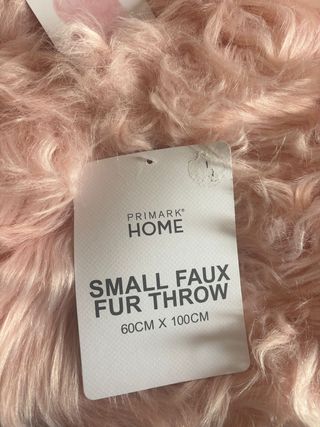 PRIMARK®
HOME
SMALL FAUX
FUR THROW
60CM X 100CM